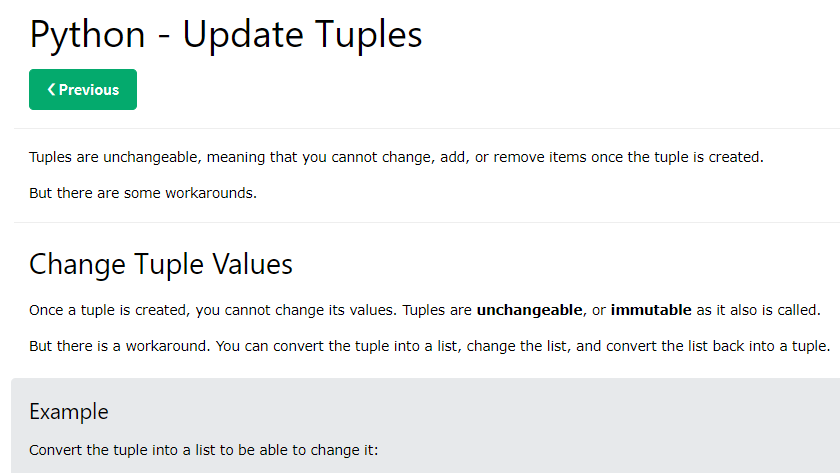 Python - Update Tuples
❮ Previous
Tuples are unchangeable, meaning that you cannot change, add, or remove items once the tuple is created.
But there are some workarounds.
Change Tuple Values
Once a tuple is created, you cannot change its values. Tuples are unchangeable, or immutable as it also is called.
But there is a workaround. You can convert the tuple into a list, change the list, and convert the list back into a tuple.
Example
Convert the tuple into a list to be able to change it: